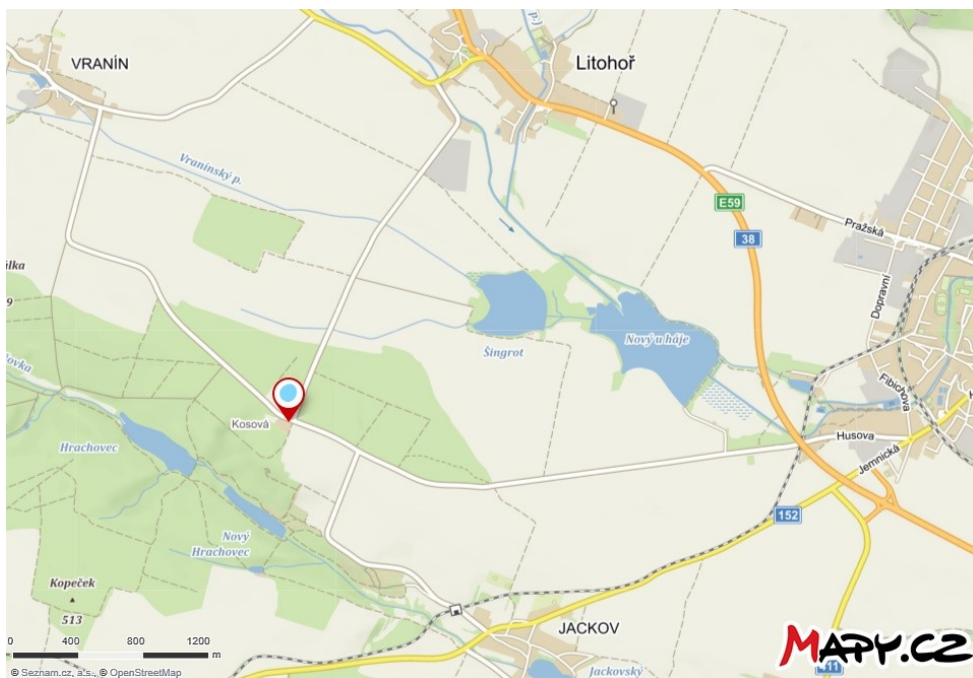 VRANÍN
p.j
Litohoř
Vranínský p.
E59
38
Pražská
Dopravní
Nový u háje
Šingrot
Fibichova
Kosová
Husova
Jemnická
Hrachovec
152
Nový
Hrachovec
Kopeček
513
JACKOV
0 400 800 1200 m
Jackovský
MAPY.CZ
© Seznam.cz, a.s., © OpenStreetMap